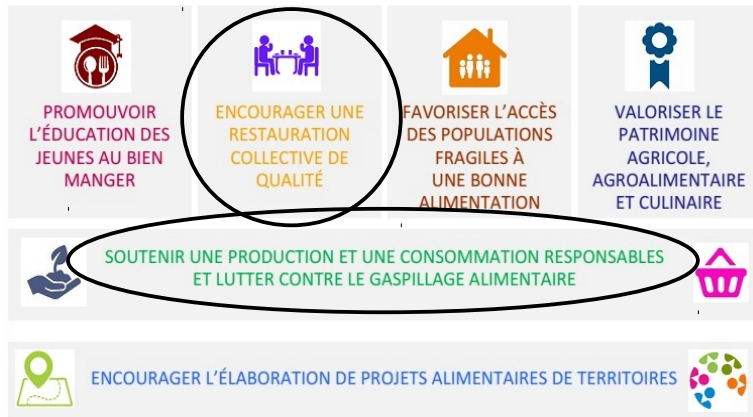 PROMOUVOIR
L'ÉDUCATION DES
JEUNES AU BIEN
MANGER
ENCOURAGER UNE
RESTAURATION
COLLECTIVE DE
QUALITÉ
FAVORISER L'ACCÈS
DES POPULATIONS
FRAGILES À
UNE BONNE
ALIMENTATION
VALORISER LE
PATRIMOINE
AGRICOLE,
AGROALIMENTAIRE
ET CULINAIRE
SOUTENIR UNE PRODUCTION ET UNE CONSOMMATION RESPONSABLES
ET LUTTER CONTRE LE GASPILLAGE ALIMENTAIRE
ENCOURAGER L'ÉLABORATION DE PROJETS ALIMENTAIRES DE TERRITOIRES